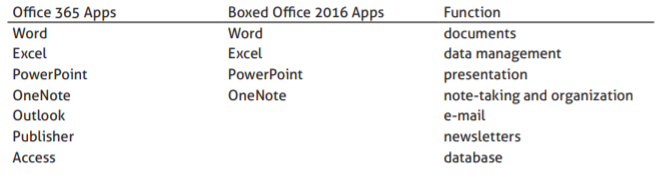 Office 365 Apps Boxed Office 2016 Apps Function
Word Word documents
Excel Excel data management
PowerPoint PowerPoint presentation
OneNote OneNote note-taking and organization
Outlook e-mail
Publisher newsletters
Access database